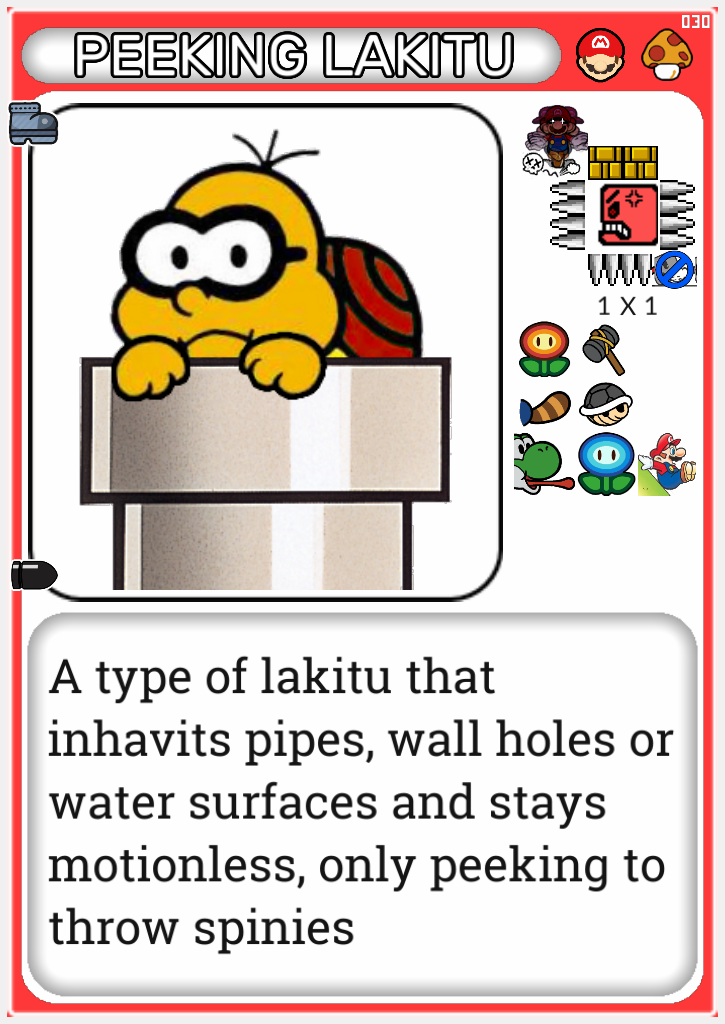 030
PEEKING LAKITU
1 X 1
A type of lakitu that
inhavits pipes, wall holes or
water surfaces and stays
motionless, only peeking to
throw spinies